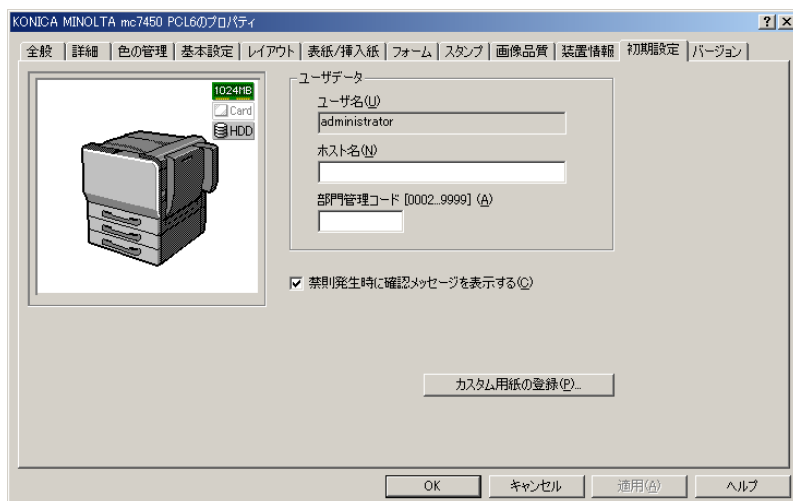 KONICA MINOLTA mc7450 PCL6のプロパティ
全般 詳細 色の管理 基本設定 レイアウト 表紙/挿入紙 フォーム スタンプ 画像品質 装置情報 初期設定 バージョン
1024MB
Card
HDD
ユーザデータ
ユーザ名(U)
administrator
ホスト名(N)
部門管理コード [0002...9999] (A)
禁則発生時に確認メッセージを表示する(C)
カスタム用紙の登録(P)...
OK キャンセル 適用(A) ヘルプ